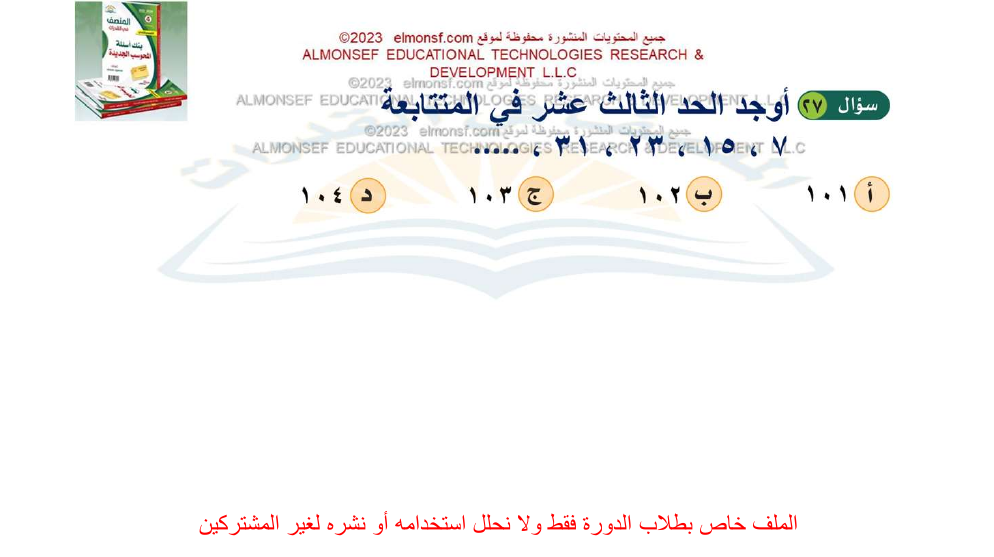 جميع المحتويات المنشورة محفوظة لموقع elmonsf.com ©2023
ALMONSEF EDUCATIONAL TECHNOLOGIES RESEARCH &
DEVELOPMENT L.L.C
جميع المحتويات المنشورة محفوظة لموقع elmonsf.com ©2023
ALMONSEF EDUCATIONAL TECHNOLOGIES RESEARCH & DEVELOPMENT L.L.C
سؤال ٢٧ أوجد الحد الثالث عشر في المتتابعة
جميع المحتويات المنشورة محفوظة لموقع elmonsf.com ©2023
ALMONSEF EDUCATIONAL TECHNOLOGIES RESEARCH & DEVELOPMENT L.L.C
٧ ، ١٥ ، ٢٣ ، ٣١ ، .....
أ ١٠١ ب ١٠٢ ج ١٠٣ د ١٠٤
المنصف
بنك أسئلة
المحوسب الجديدة
الملف خاص بطلاب الدورة فقط ولا نحلل استخدامه أو نشره لغير المشتركين